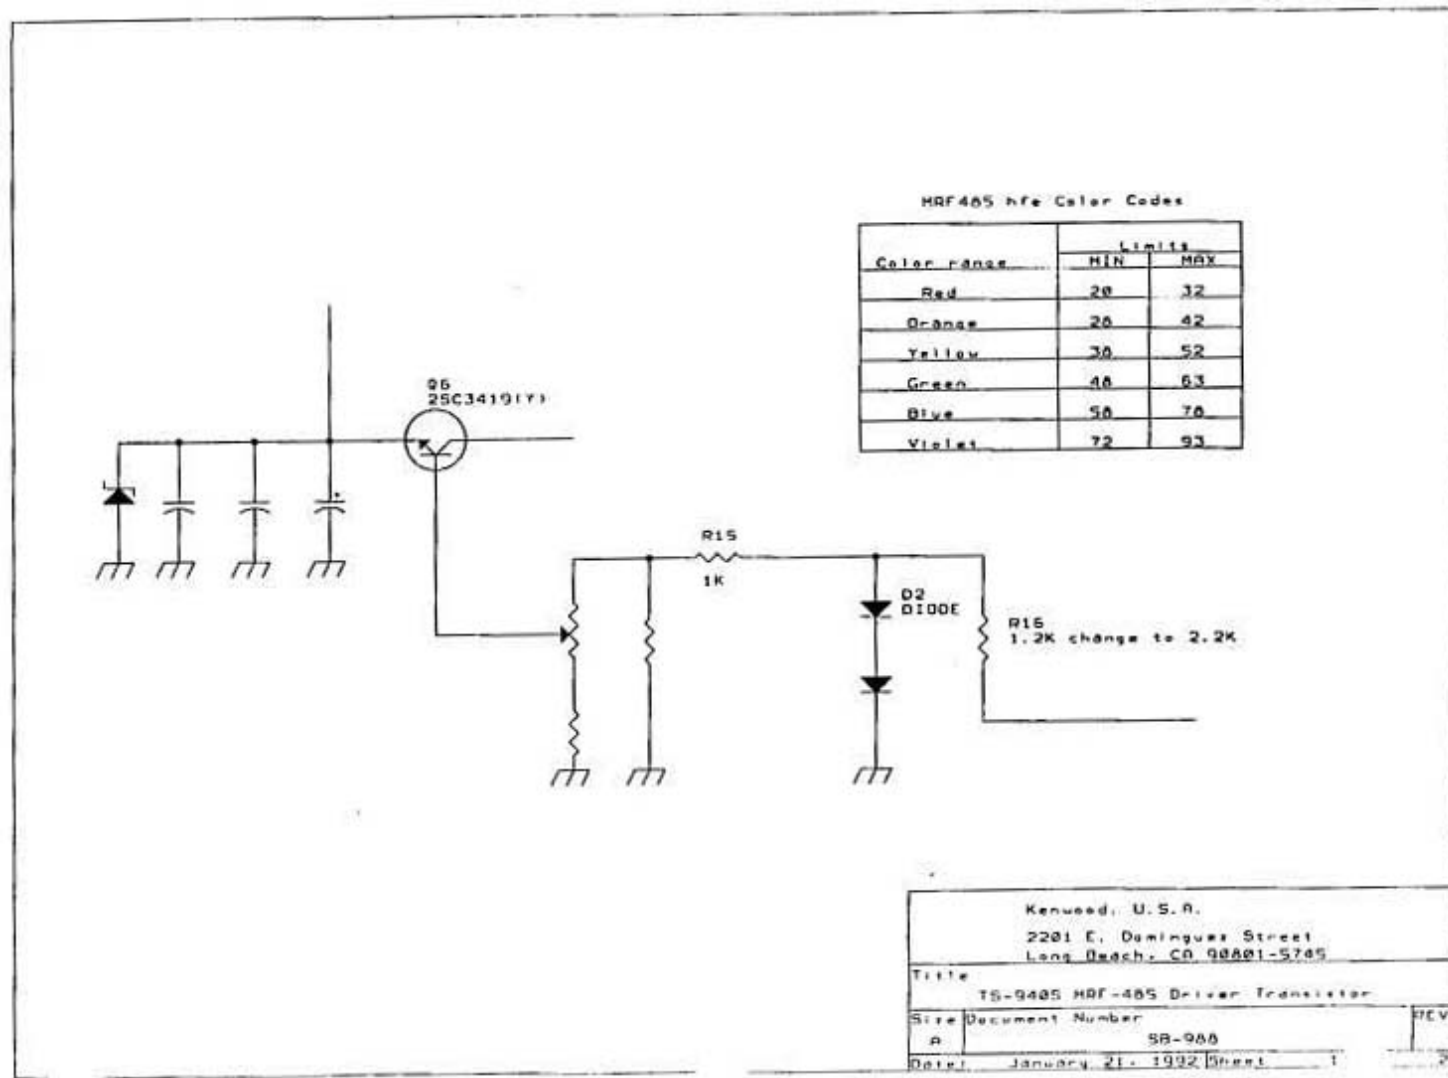 MRF485 hfe Color Codes
Color range
Limits
MIN MAX
Red 20 32
Orange 28 42
Yellow 38 52
Green 48 63
Blue 58 78
Violet 72 93
Q6
2SC3419(Y)
R15
1K
D2
DIODE
R16
1.2K change to 2.2K
Kenwood, U.S.A.
2201 E. Dominguez Street
Long Beach, CA 90801-5745
Title
TS-940S MRF-485 Driver Transistor
Size Document Number REV
A SB-988
Date: January 21, 1992 Sheet 1